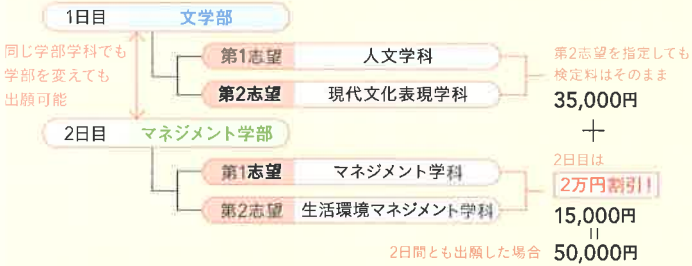 1日目 文学部
同じ学部学科でも
学部を変えても
出願可能
第1志望 人文学科
第2志望 現代文化表現学科
第2志望を指定しても
検定料はそのまま
35,000円
+
2日目 マネジメント学部
第1志望 マネジメント学科
第2志望 生活環境マネジメント学科
2日目は
2万円割引!
15,000円
=
2日間とも出願した場合 50,000円